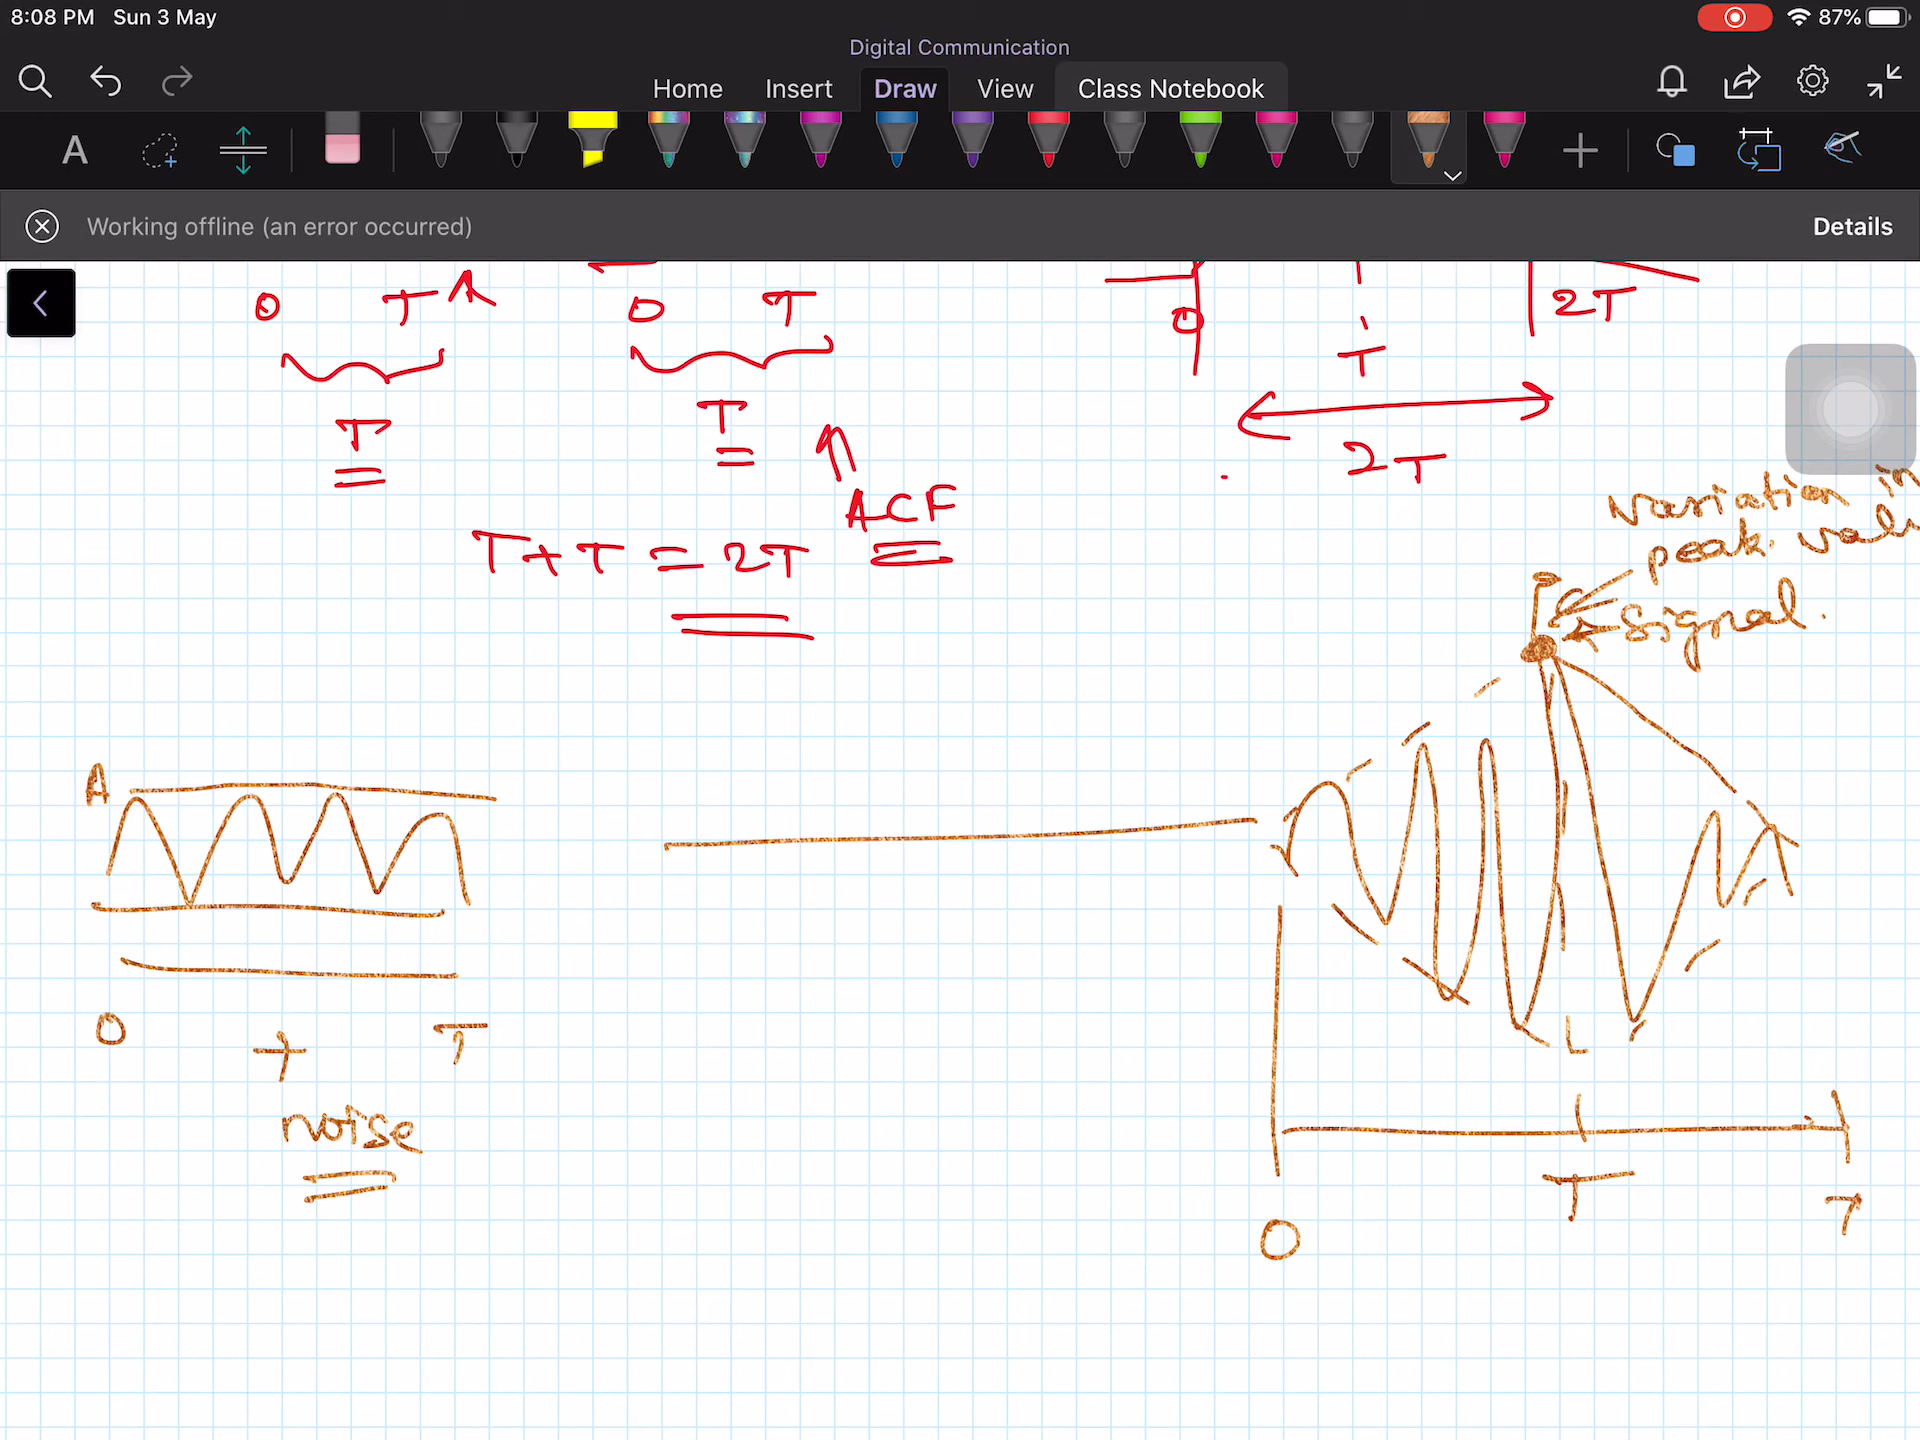 8:08 PM Sun 3 May 87%
Digital Communication
Home Insert Draw View Class Notebook
A
Working offline (an error occurred) Details
0 T 0 T 0 T 2T
T T 2T
ACF
T + T = 2T
variation in
peak
signal.
A
0 + T
noise
T
0